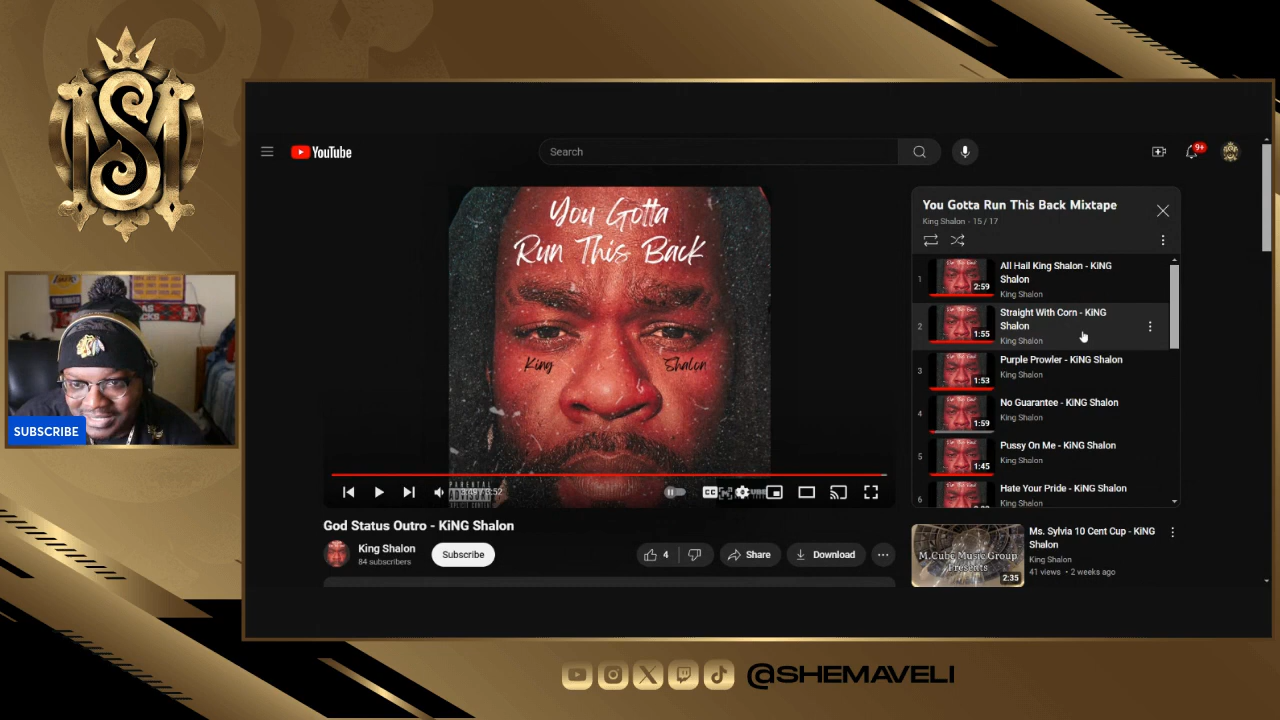 YouTube
Search
9+
You Gotta
Run This Back
King
Shalon
PARENTAL
God Status Outro - KiNG Shalon
King Shalon
84 subscribers
Subscribe
4
Share
Download
You Gotta Run This Back Mixtape
King Shalon - 15 / 17
1
2:59
All Hail King Shalon - KiNG
Shalon
King Shalon
2
1:55
Straight With Corn - KiNG
Shalon
King Shalon
3
1:53
Purple Prowler - KiNG Shalon
King Shalon
4
1:59
No Guarantee - KiNG Shalon
King Shalon
5
1:45
Pussy On Me - KiNG Shalon
King Shalon
6
Hate Your Pride - KiNG Shalon
King Shalon
M.Cube Music Group
Presents
2:35
Ms. Sylvia 10 Cent Cup - KiNG
Shalon
King Shalon
41 views • 2 weeks ago
SUBSCRIBE
@SHEMAVELI